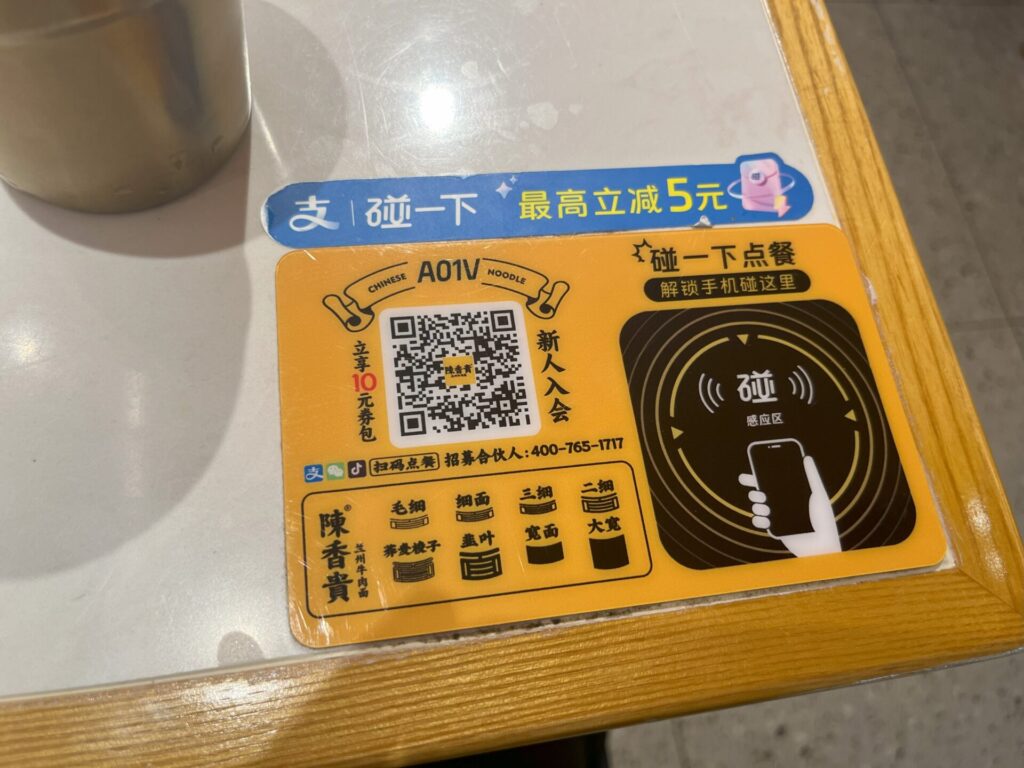 支 | 碰一下 最高立减5元
CHINESE A01V NOODLE
立享10元券包
陳香貴
新人入会
扫码点餐 招募合伙人:400-765-1717
碰一下点餐
解锁手机碰这里
碰
感应区
陳香貴®
兰州牛肉面
毛细 细面 三细 二细
荞麦棱子 韭叶 宽面 大宽